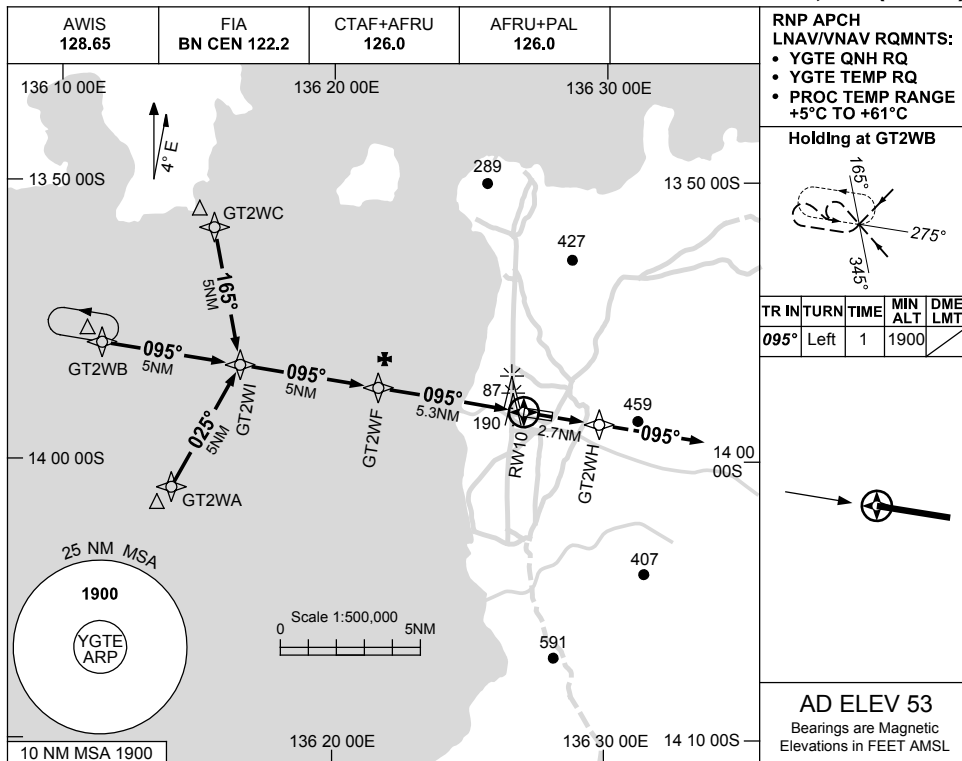 AWIS
128.65
FIA
BN CEN 122.2
CTAF+AFRU
126.0
AFRU+PAL
126.0
RNP APCH
LNAV/VNAV RQMNTS:
• YGTE QNH RQ
• YGTE TEMP RQ
• PROC TEMP RANGE
+5°C TO +61°C
136 10 00E
136 20 00E
136 30 00E
4° E
13 50 00S
13 50 00S
289
427
GT2WC
165°
5NM
GT2WB
095°
5NM
GT2WI
095°
5NM
GT2WF
095°
5.3NM
87
190
RW10
2.7NM
GT2WH
459
095°
025°
5NM
GT2WA
14 00 00S
14 00
00S
407
591
25 NM MSA
1900
YGTE
ARP
Scale 1:500,000
0
5NM
10 NM MSA 1900
136 20 00E
136 30 00E
14 10 00S
Holding at GT2WB
165°
275°
345°
TR IN
TURN
TIME
MIN
ALT
DME
LMT
095°
Left
1
1900
AD ELEV 53
Bearings are Magnetic
Elevations in FEET AMSL